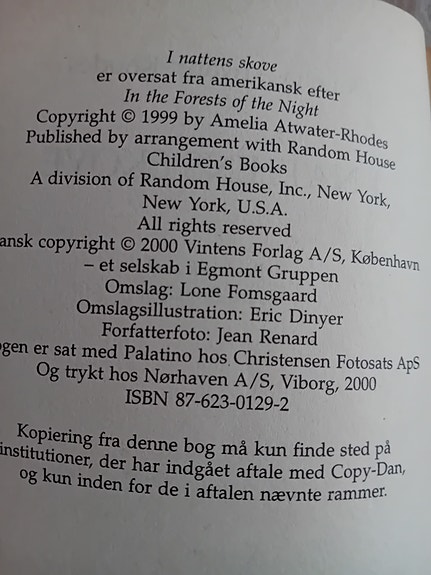 I nattens skove
er oversat fra amerikansk efter
In the Forests of the Night
Copyright © 1999 by Amelia Atwater-Rhodes
Published by arrangement with Random House
Children's Books
A division of Random House, Inc., New York,
New York, U.S.A.
All rights reserved
ansk copyright © 2000 Vintens Forlag A/S, København
– et selskab i Egmont Gruppen
Omslag: Lone Fomsgaard
Omslagsillustration: Eric Dinyer
Forfatterfoto: Jean Renard
ogen er sat med Palatino hos Christensen Fotosats ApS
Og trykt hos Nørhaven A/S, Viborg, 2000
ISBN 87-623-0129-2
Kopiering fra denne bog må kun finde sted på
institutioner, der har indgået aftale med Copy-Dan,
og kun inden for de i aftalen nævnte rammer.